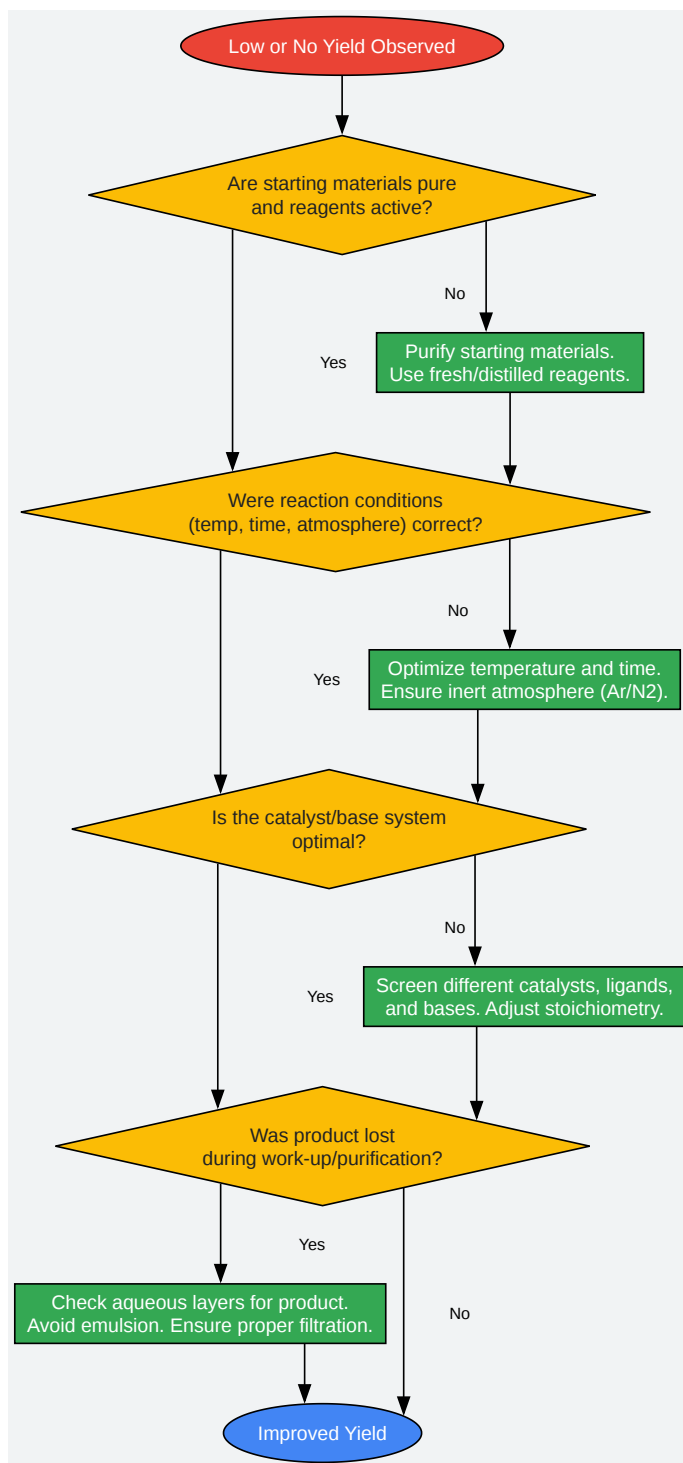 Low or No Yield Observed
Are starting materials pure
and reagents active?
No
Yes
Purify starting materials.
Use fresh/distilled reagents.
Were reaction conditions
(temp, time, atmosphere) correct?
No
Yes
Optimize temperature and time.
Ensure inert atmosphere (Ar/N2).
Is the catalyst/base system
optimal?
No
Yes
Screen different catalysts, ligands,
and bases. Adjust stoichiometry.
Was product lost
during work-up/purification?
Yes
Check aqueous layers for product.
Avoid emulsion. Ensure proper filtration.
No
Improved Yield